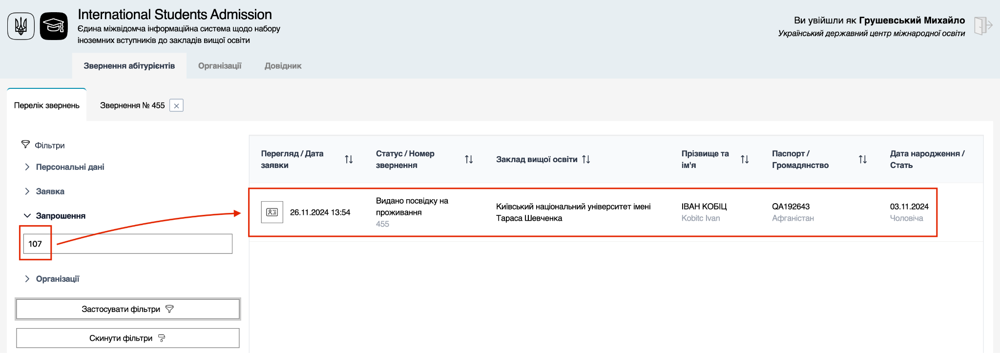 International Students Admission
Єдина міжвідомча інформаційна система щодо набору
іноземних вступників до закладів вищої освіти
Ви увійшли як Грушевський Михайло
Український державний центр міжнародної освіти
Звернення абітурієнтів
Організації
Довідник
Перелік звернень
Звернення № 455
Фільтри
Персональні дані
Заявка
Запрошення
107
Організації
Застосувати фільтри
Скинути фільтри
Перегляд / Дата
заявки
Статус / Номер
звернення
Заклад вищої освіти
Прізвище та
ім'я
Паспорт /
Громадянство
Дата народження /
Стать
26.11.2024 13:54
Видано посвідку на
проживання
455
Київський національний університет імені
Тараса Шевченка
ІВАН КОБІЦ
Kobitc Ivan
QA192643
Афганістан
03.11.2024
Чоловіча